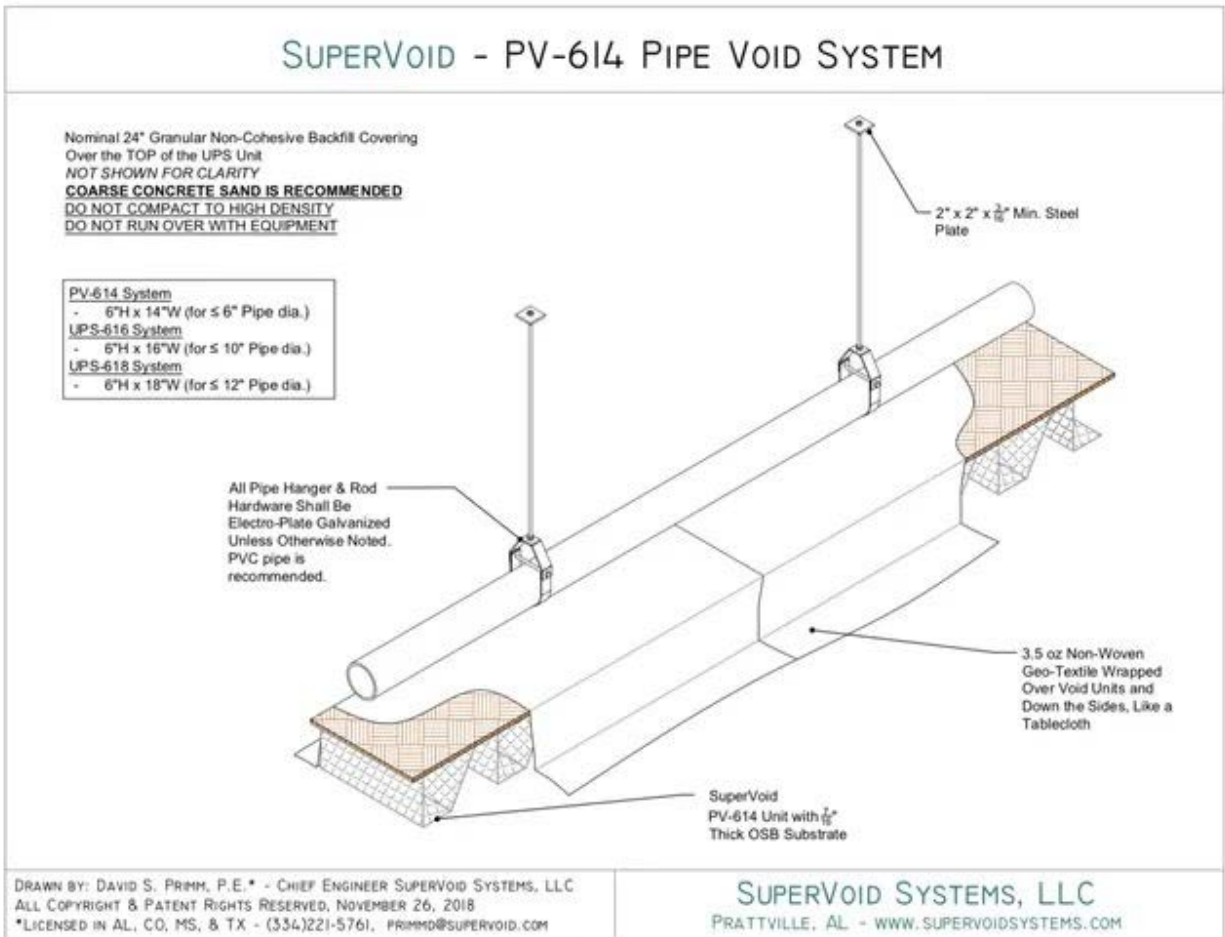 SUPERVOID - PV-614 PIPE VOID SYSTEM
Nominal 24" Granular Non-Cohesive Backfill Covering
Over the TOP of the UPS Unit
NOT SHOWN FOR CLARITY
COARSE CONCRETE SAND IS RECOMMENDED
DO NOT COMPACT TO HIGH DENSITY
DO NOT RUN OVER WITH EQUIPMENT
PV-614 System
- 6"H x 14"W (for ≤ 6" Pipe dia.)
UPS-616 System
- 6"H x 16"W (for ≤ 10" Pipe dia.)
UPS-618 System
- 6"H x 18"W (for ≤ 12" Pipe dia.)
2" x 2" x 3/16" Min. Steel
Plate
All Pipe Hanger & Rod
Hardware Shall Be
Electro-Plate Galvanized
Unless Otherwise Noted.
PVC pipe is
recommended.
3.5 oz Non-Woven
Geo-Textile Wrapped
Over Void Units and
Down the Sides, Like a
Tablecloth
SuperVoid
PV-614 Unit with 7/16"
Thick OSB Substrate
DRAWN BY: DAVID S. PRIMM, P.E.* - CHIEF ENGINEER SUPERVOID SYSTEMS, LLC
ALL COPYRIGHT & PATENT RIGHTS RESERVED, NOVEMBER 26, 2018
*LICENSED IN AL, CO, MS, & TX - (334)221-5761, PRIMMD@SUPERVOID.COM
SUPERVOID SYSTEMS, LLC
PRATTVILLE, AL - WWW.SUPERVOIDSYSTEMS.COM